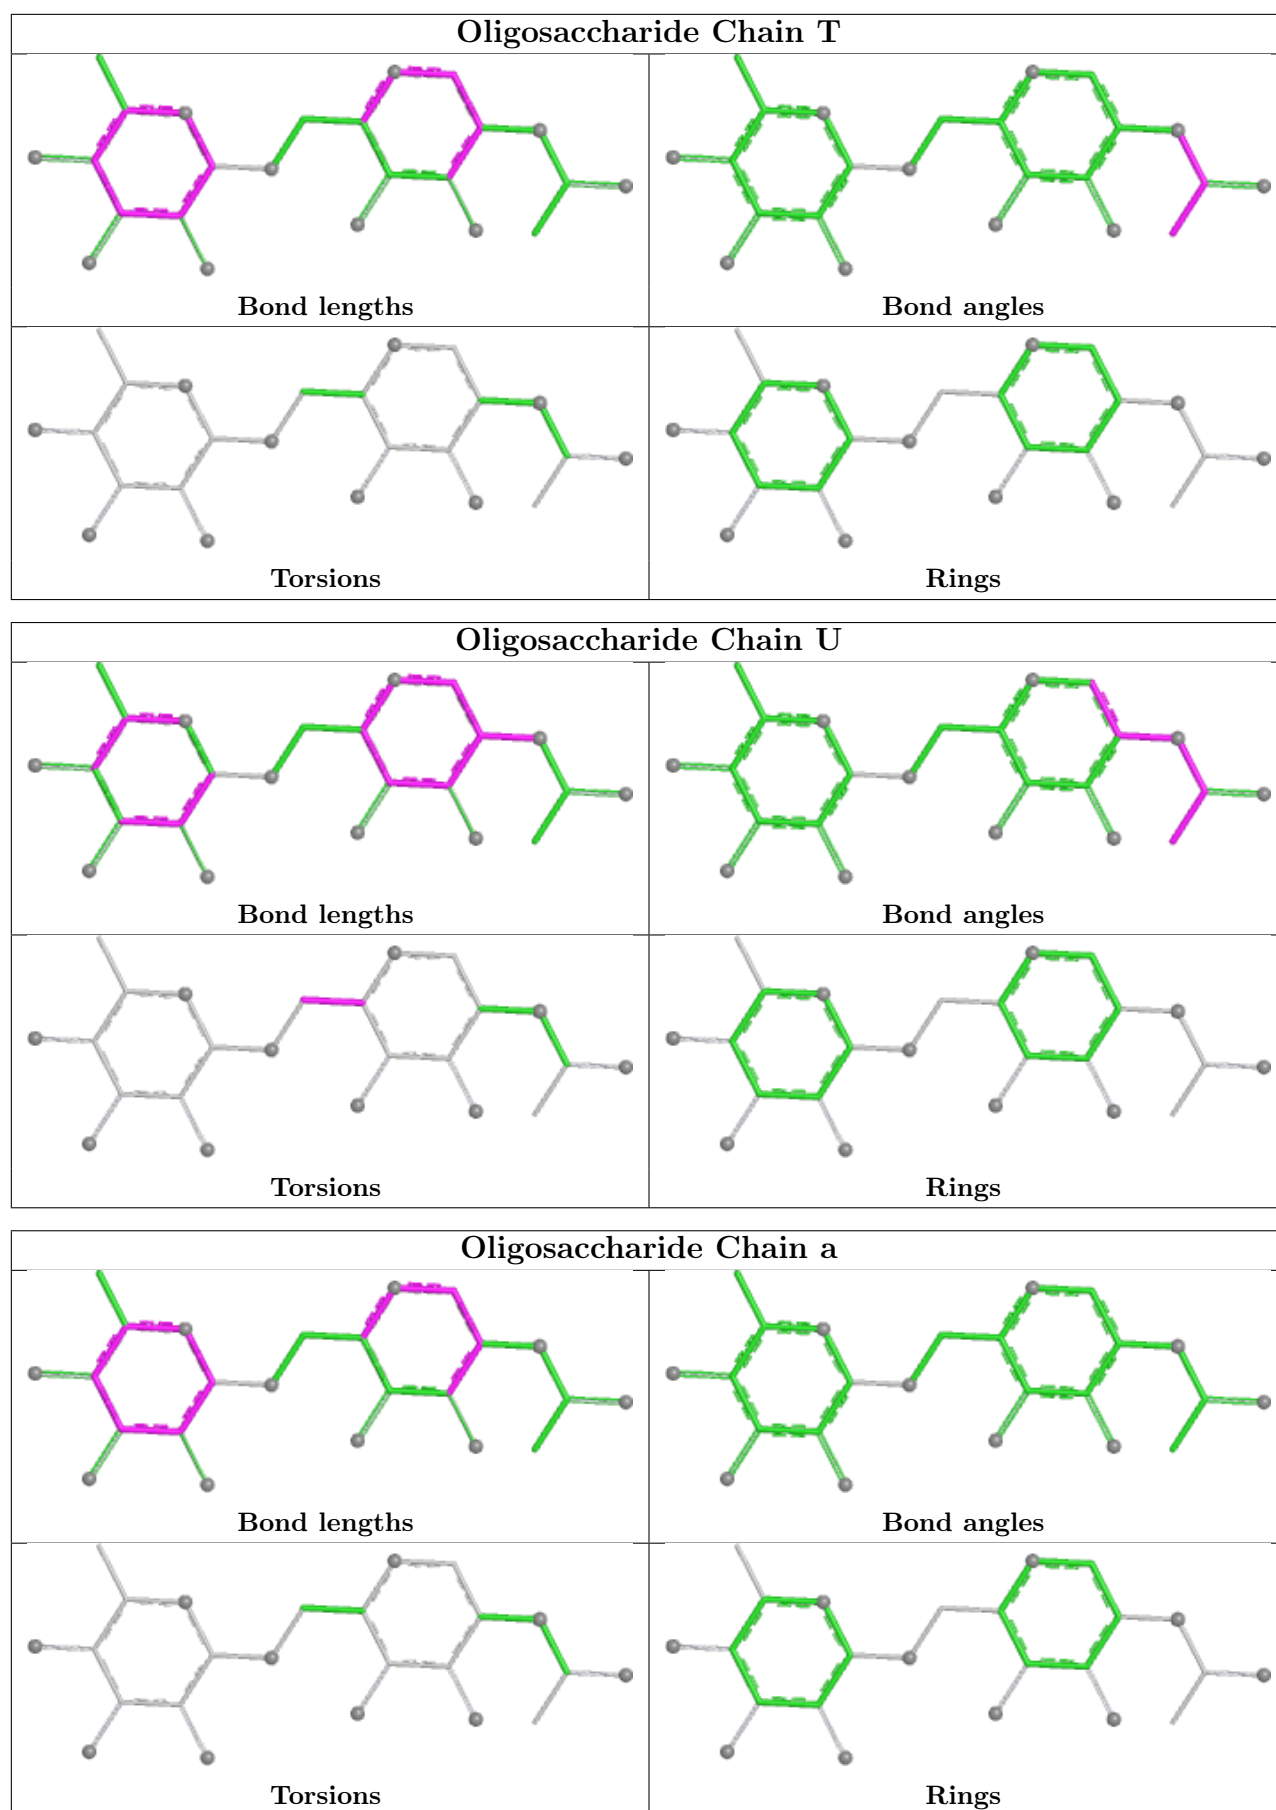 Oligosaccharide Chain T
Bond lengths
Bond angles
Torsions
Rings
Oligosaccharide Chain U
Bond lengths
Bond angles
Torsions
Rings
Oligosaccharide Chain a
Bond lengths
Bond angles
Torsions
Rings